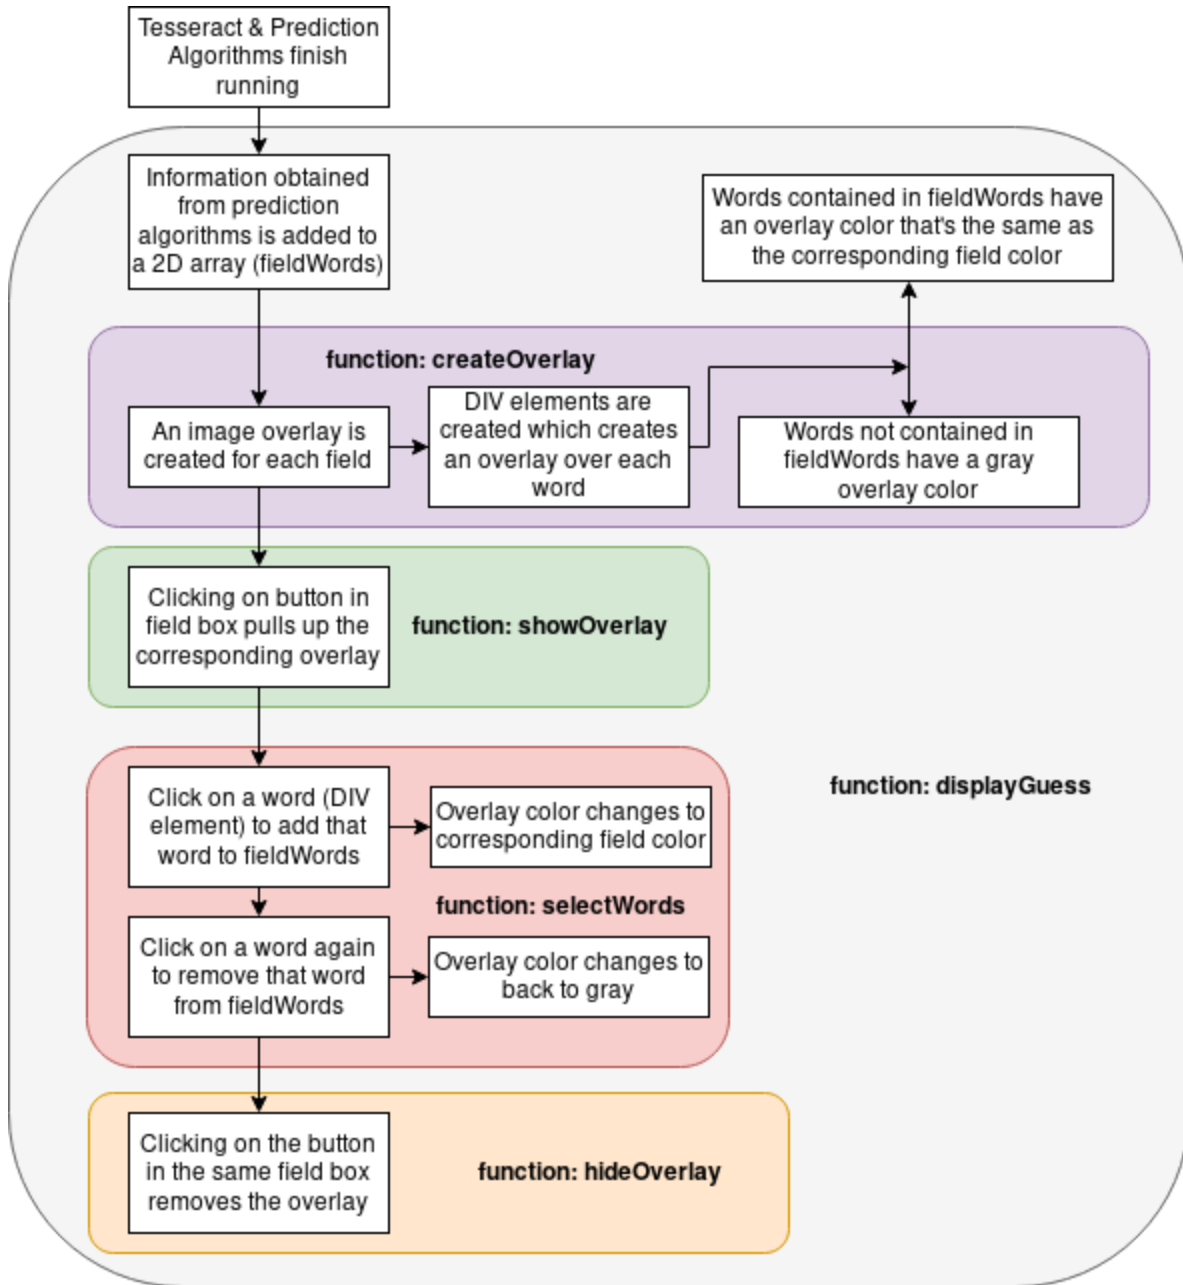 Tesseract & Prediction
Algorithms finish
running
Information obtained
from prediction
algorithms is added to
a 2D array (fieldWords)
Words contained in fieldWords have
an overlay color that's the same as
the corresponding field color
function: createOverlay
An image overlay is
created for each field
DIV elements are
created which creates
an overlay over each
word
Words not contained in
fieldWords have a gray
overlay color
Clicking on button in
field box pulls up the
corresponding overlay
function: showOverlay
function: displayGuess
Click on a word (DIV
element) to add that
word to fieldWords
Overlay color changes to
corresponding field color
function: selectWords
Click on a word again
to remove that word
from fieldWords
Overlay color changes to
back to gray
Clicking on the button
in the same field box
removes the overlay
function: hideOverlay